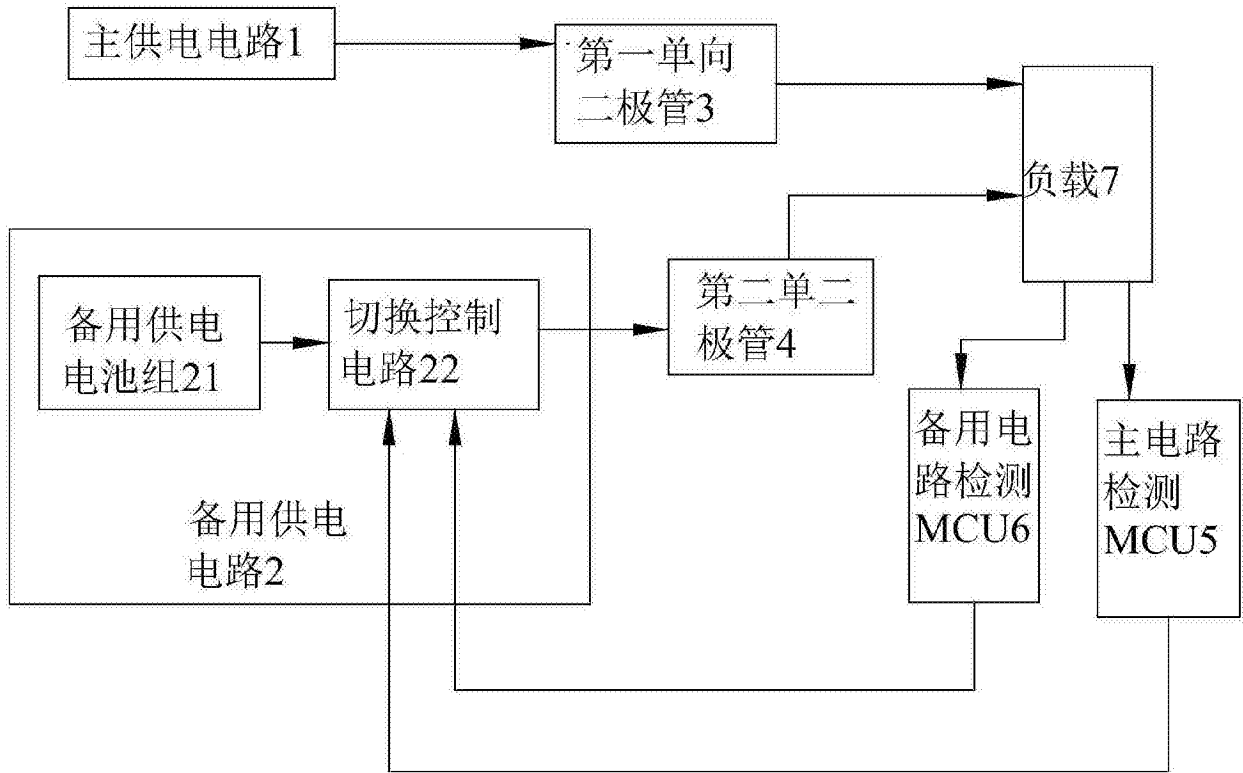 主供电电路1
第一单向
二极管3
负载7
第二单二
极管4
备用供电
电池组21
切换控制
电路22
备用供电
电路2
备用电
路检测
MCU6
主电路
检测
MCU5